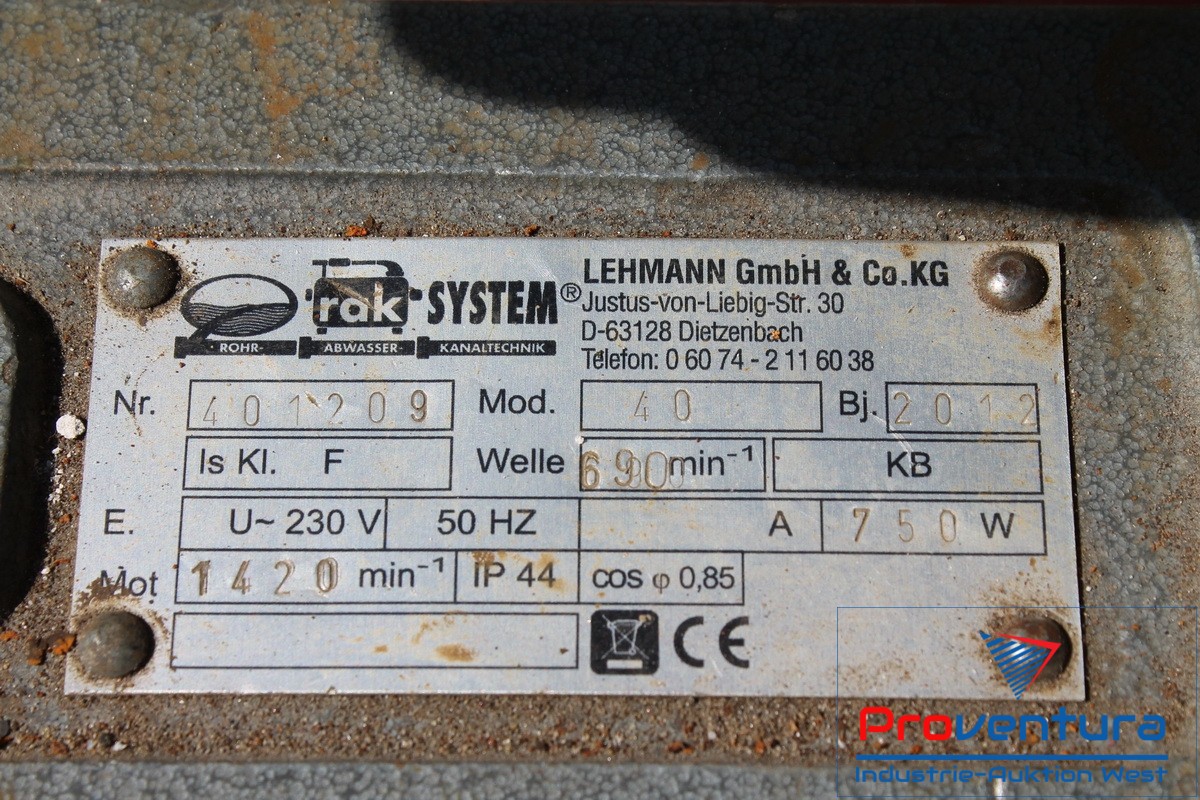 rak SYSTEM®
ROHR- ABWASSER- KANALTECHNIK
LEHMANN GmbH & Co.KG
Justus-von-Liebig-Str. 30
D-63128 Dietzenbach
Telefon: 0 60 74 - 2 11 60 38
Nr. 401209 Mod. 40 Bj. 2012
Is Kl. F Welle 690 min⁻¹ KB
E. U~ 230 V 50 HZ A 750 W
Mot 1420 min⁻¹ IP 44 cos φ 0,85
CE
Proventura
Industrie-Auktion West